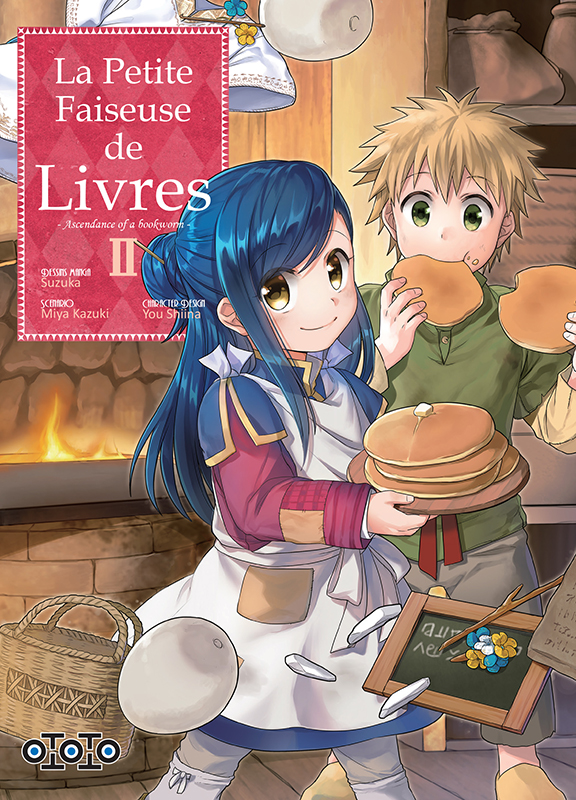 La Petite
Faiseuse
de
Livres
- Ascendance of a bookworm -
II
Dessins manga
Suzuka
Scenario
Miya Kazuki
Character Design
You Shiina
OTOTO